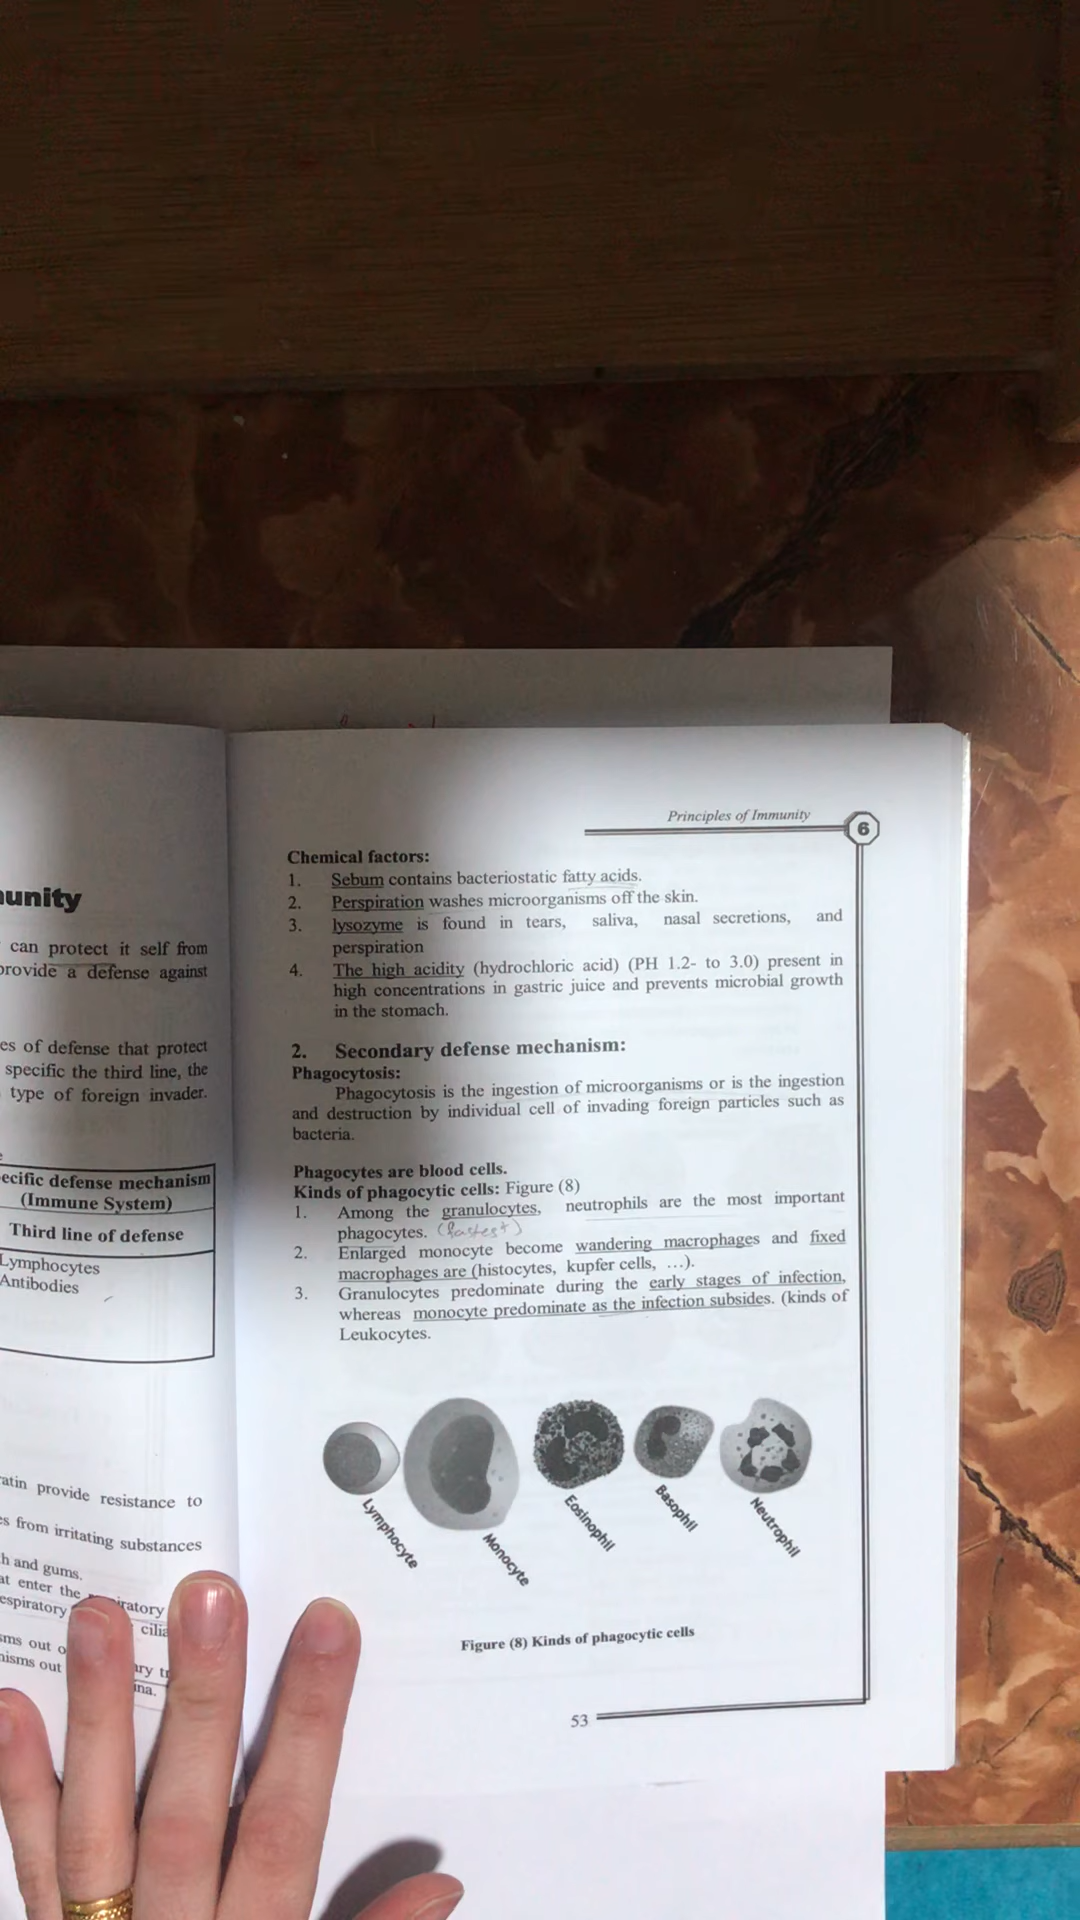 munity
can protect it self from
provide a defense against
es of defense that protect
specific the third line, the
type of foreign invader.
ecific defense mechanism
(Immune System)
Third line of defense
Lymphocytes
Antibodies
atin provide resistance to
es from irritating substances
h and gums.
at enter the iratory
espiratory cilia
sms out o ary tr
nisms out ina.
Principles of Immunity
6
Chemical factors:
1. Sebum contains bacteriostatic fatty acids.
2. Perspiration washes microorganisms off the skin.
3. lysozyme is found in tears, saliva, nasal secretions, and
perspiration
4. The high acidity (hydrochloric acid) (PH 1.2- to 3.0) present in
high concentrations in gastric juice and prevents microbial growth
in the stomach.
2. Secondary defense mechanism:
Phagocytosis:
Phagocytosis is the ingestion of microorganisms or is the ingestion
and destruction by individual cell of invading foreign particles such as
bacteria.
Phagocytes are blood cells.
Kinds of phagocytic cells: Figure (8)
1. Among the granulocytes, neutrophils are the most important
phagocytes. (fastest)
2. Enlarged monocyte become wandering macrophages and fixed
macrophages are (histocytes, kupfer cells, ...).
3. Granulocytes predominate during the early stages of infection,
whereas monocyte predominate as the infection subsides. (kinds of
Leukocytes.
Lymphocyte
Monocyte
Eosinophil
Basophil
Neutrophil
Figure (8) Kinds of phagocytic cells
53